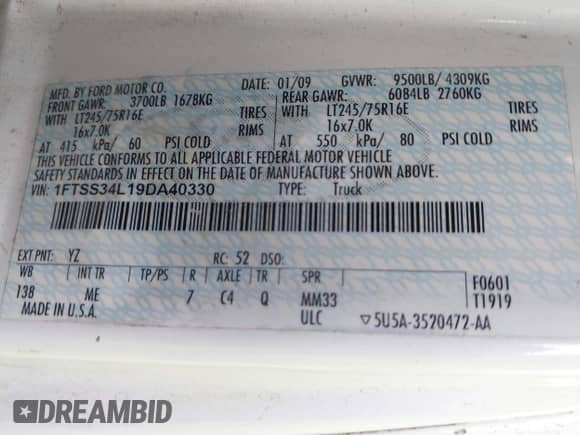 MFD. BY FORD MOTOR CO.
DATE: 01/09 GVWR: 9500LB/ 4309KG
FRONT GAWR: 3700LB 1678KG REAR GAWR: 6084LB 2760KG
WITH LT245/75R16E TIRES WITH LT245/75R16E TIRES
16x7.0K RIMS 16x7.0K RIMS
AT 415 kPa/ 60 PSI COLD AT 550 kPa/ 80 PSI COLD
THIS VEHICLE CONFORMS TO ALL APPLICABLE FEDERAL MOTOR VEHICLE
SAFETY STANDARDS IN EFFECT ON THE DATE OF MANUFACTURE SHOWN ABOVE.
VIN: 1FTSS34L19DA40330 TYPE: Truck
EXT PNT: YZ RC: 52 DSO:
WB INT TR TP/PS R AXLE TR SPR F0601
138 ME 7 C4 Q MM33 T1919
MADE IN U.S.A. ULC ▽5U5A-3520472-AA
DREAMBID